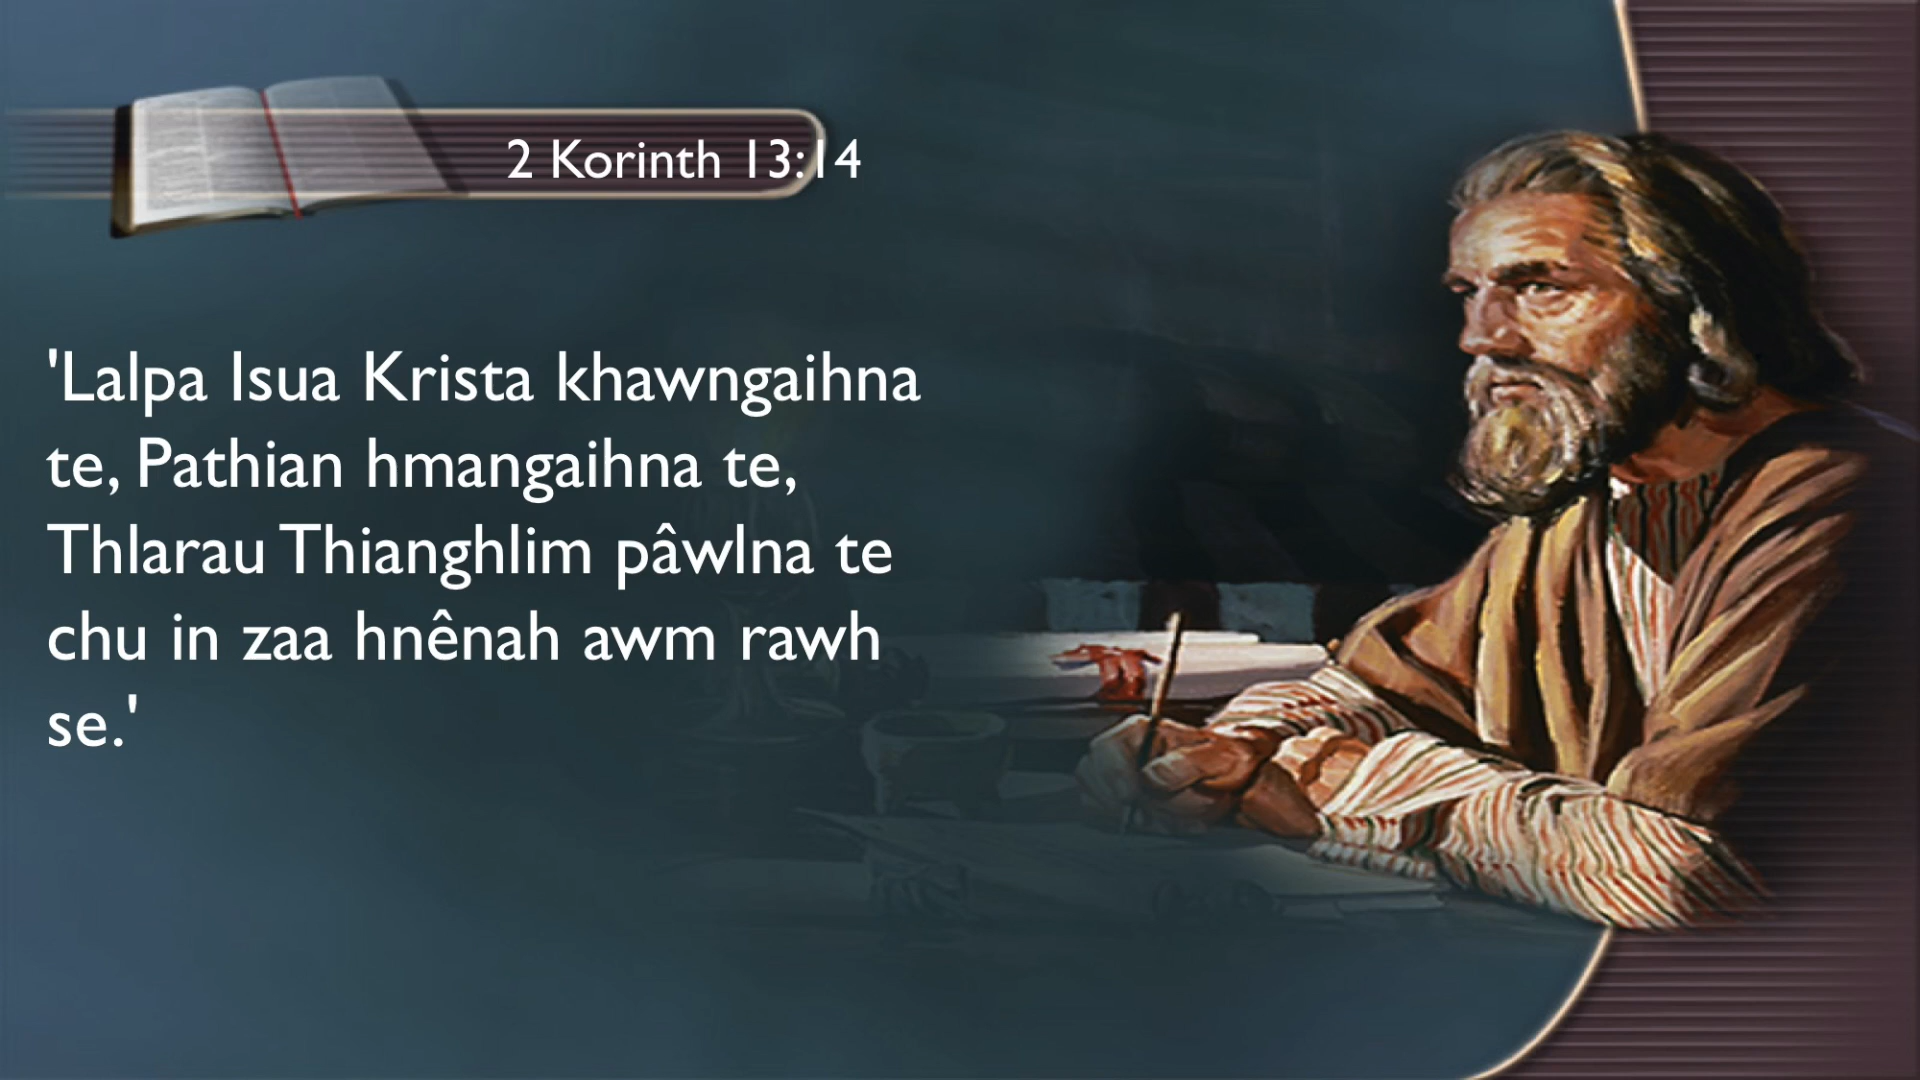 2 Korinth 13:14
'Lalpa Isua Krista khawngaihna
te, Pathian hmangaihna te,
Thlarau Thianghlim pâwlna te
chu in zaa hnênah awm rawh
se.'